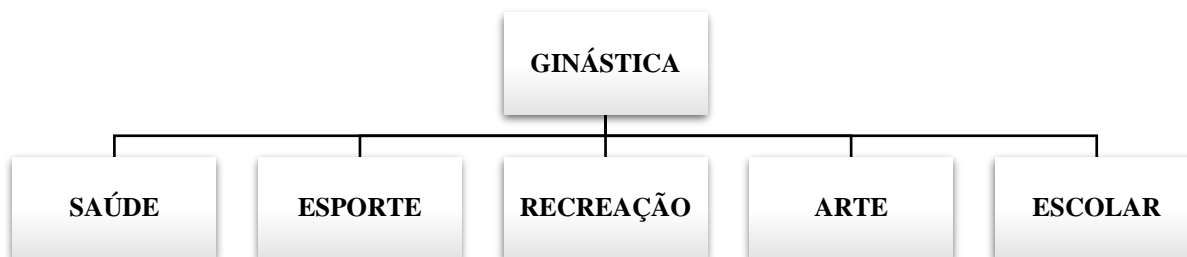 GINÁSTICA
SAÚDE
ESPORTE
RECREAÇÃO
ARTE
ESCOLAR